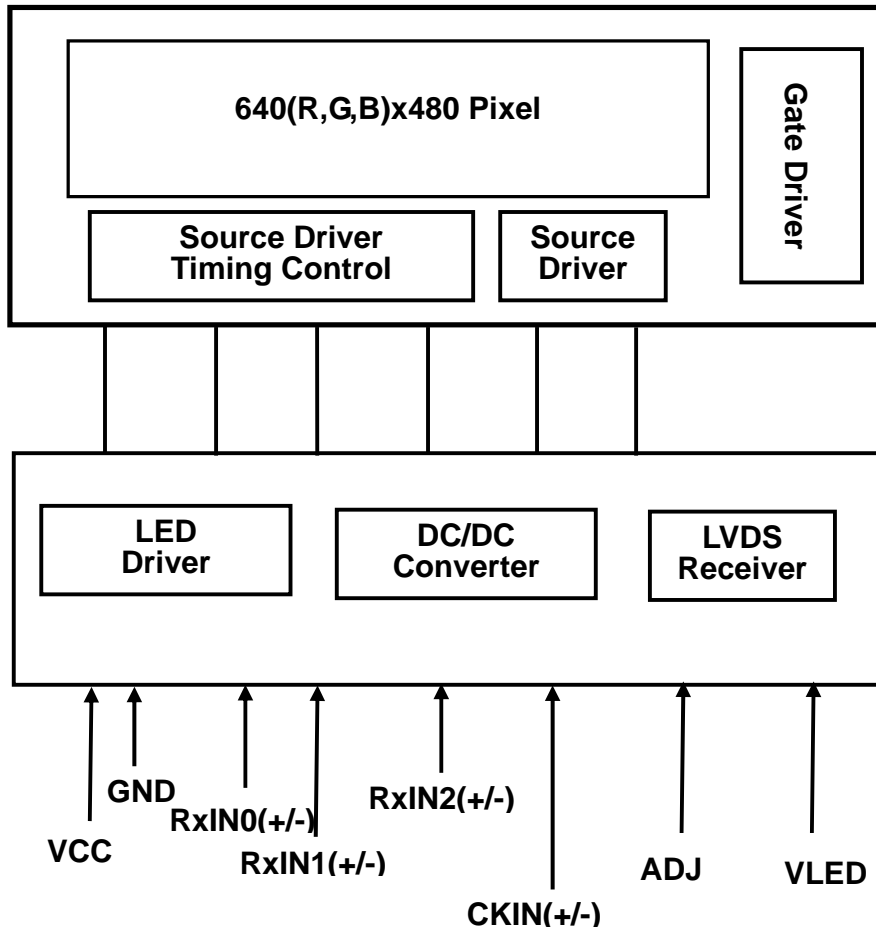 640(R,G,B)x480 Pixel
Gate Driver
Source Driver
Timing Control
Source
Driver
LED
Driver
DC/DC
Converter
LVDS
Receiver
GND
RxIN0(+/-)
RxIN2(+/-)
VCC
RxIN1(+/-)
ADJ
VLED
CKIN(+/-)